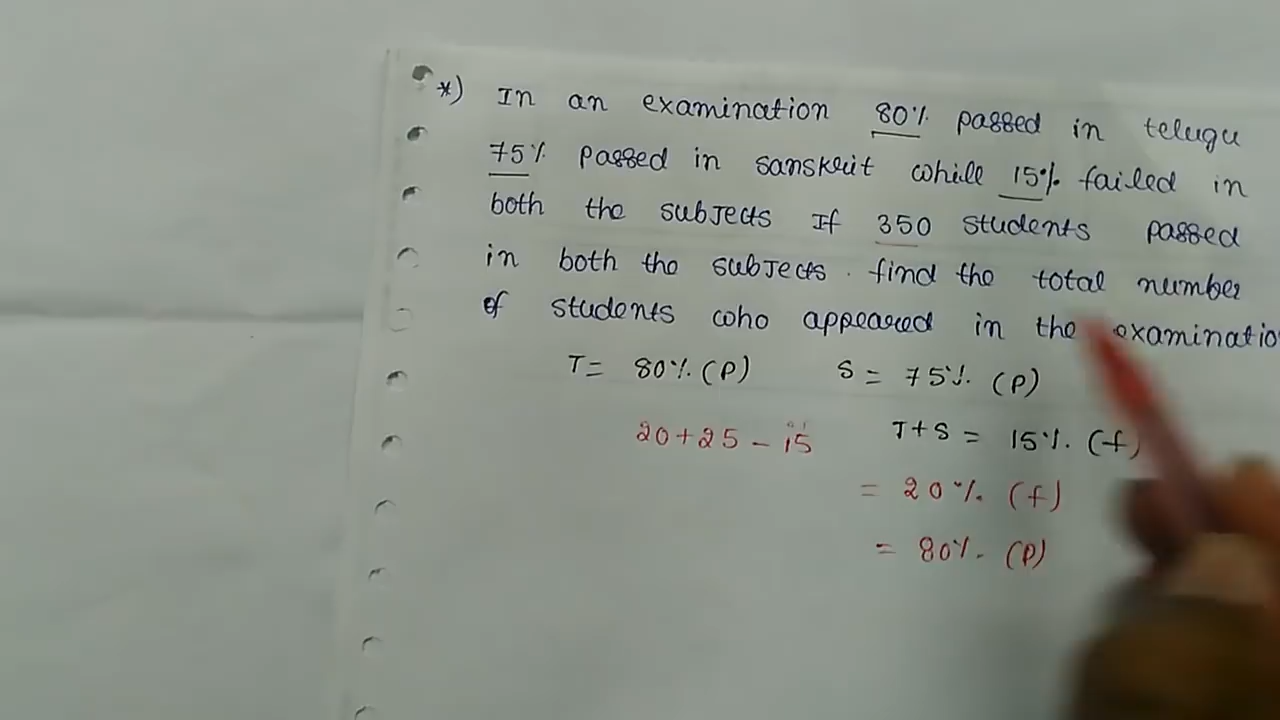 *) In an examination 80% passed in telugu
75% passed in sanskrit while 15% failed in
both the subjects If 350 students passed
in both the subjects. find the total number
of students who appeared in the examinatio
T = 80% (P) S = 75% (P)
20+25-15 T+S = 15% (f)
= 20% (f)
= 80% (P)